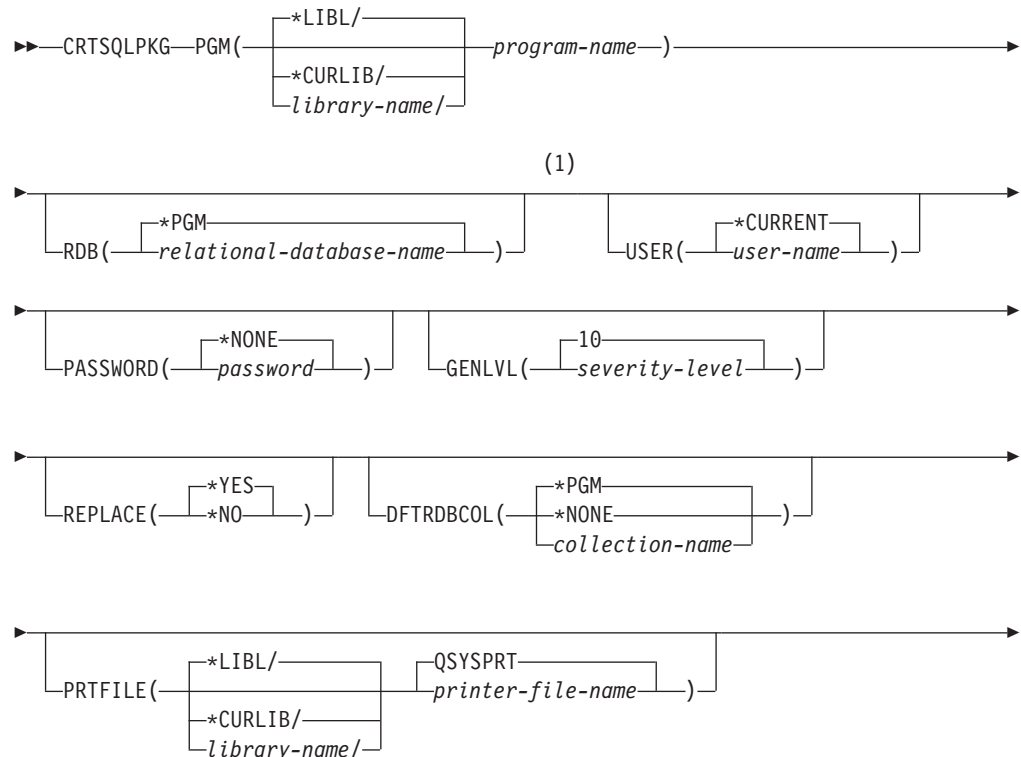 *LIBL/
CRTSQLPKG PGM( program-name )
*CURLIB/
library-name/
(1)
*PGM *CURRENT
RDB( relational-database-name ) USER( user-name )
*NONE 10
PASSWORD( password ) GENLVL( severity-level )
*YES *PGM
REPLACE( *NO ) DFTRDBCOL( *NONE )
collection-name
*LIBL/ QSYSPRT
PRTFILE( printer-file-name )
*CURLIB/
library-name/